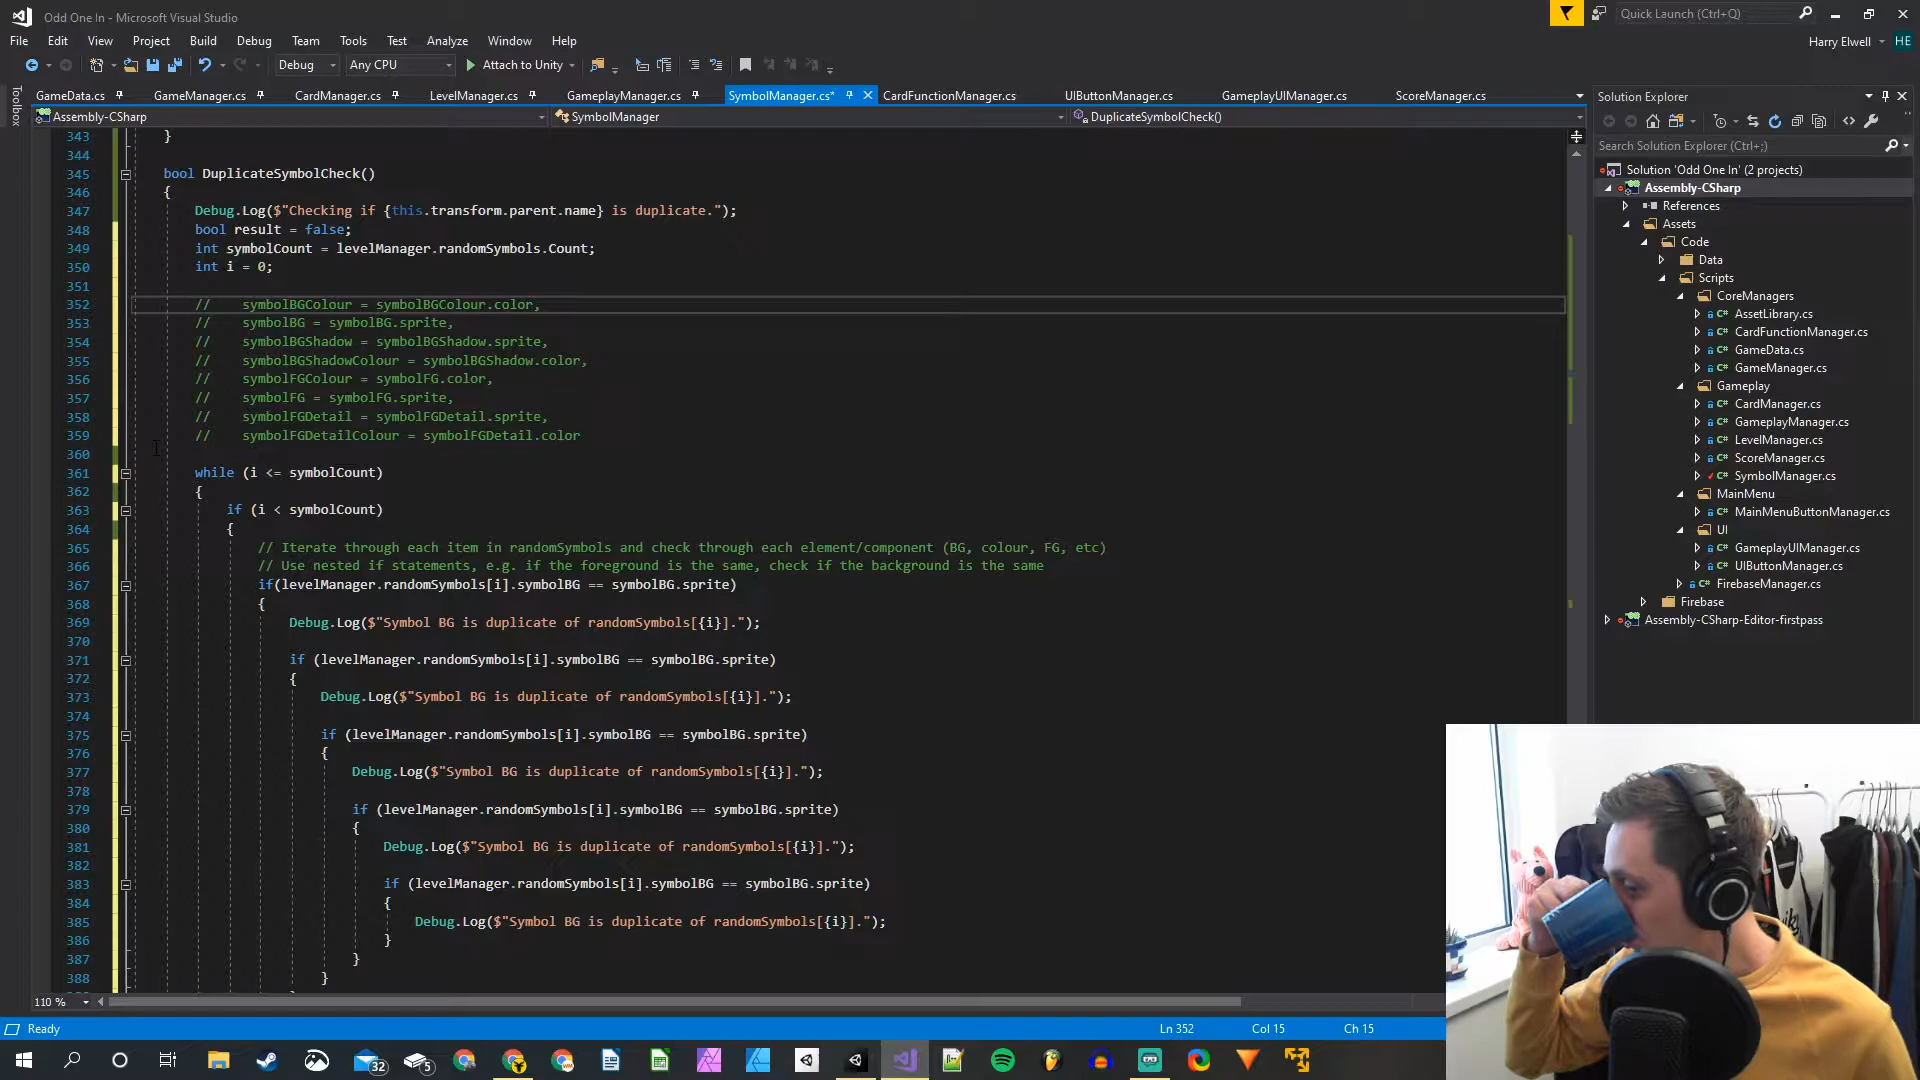 Odd One In - Microsoft Visual Studio
Quick Launch (Ctrl+Q)
File Edit View Project Build Debug Team Tools Test Analyze Window Help
Harry Elwell HE
Debug Any CPU Attach to Unity
Toolbox
GameData.cs GameManager.cs CardManager.cs LevelManager.cs GameplayManager.cs SymbolManager.cs* CardFunctionManager.cs UIButtonManager.cs GameplayUIManager.cs ScoreManager.cs
Assembly-CSharp SymbolManager DuplicateSymbolCheck()
343 }
344
345 bool DuplicateSymbolCheck()
346 {
347 Debug.Log($"Checking if {this.transform.parent.name} is duplicate.");
348 bool result = false;
349 int symbolCount = levelManager.randomSymbols.Count;
350 int i = 0;
351
352 // symbolBGColour = symbolBGColour.color,
353 // symbolBG = symbolBG.sprite,
354 // symbolBGShadow = symbolBGShadow.sprite,
355 // symbolBGShadowColour = symbolBGShadow.color,
356 // symbolFGColour = symbolFG.color,
357 // symbolFG = symbolFG.sprite,
358 // symbolFGDetail = symbolFGDetail.sprite,
359 // symbolFGDetailColour = symbolFGDetail.color
360
361 while (i <= symbolCount)
362 {
363 if (i < symbolCount)
364 {
365 // Iterate through each item in randomSymbols and check through each element/component (BG, colour, FG, etc)
366 // Use nested if statements, e.g. if the foreground is the same, check if the background is the same
367 if(levelManager.randomSymbols[i].symbolBG == symbolBG.sprite)
368 {
369 Debug.Log($"Symbol BG is duplicate of randomSymbols[{i}].");
370
371 if (levelManager.randomSymbols[i].symbolBG == symbolBG.sprite)
372 {
373 Debug.Log($"Symbol BG is duplicate of randomSymbols[{i}].");
374
375 if (levelManager.randomSymbols[i].symbolBG == symbolBG.sprite)
376 {
377 Debug.Log($"Symbol BG is duplicate of randomSymbols[{i}].");
378
379 if (levelManager.randomSymbols[i].symbolBG == symbolBG.sprite)
380 {
381 Debug.Log($"Symbol BG is duplicate of randomSymbols[{i}].");
382
383 if (levelManager.randomSymbols[i].symbolBG == symbolBG.sprite)
384 {
385 Debug.Log($"Symbol BG is duplicate of randomSymbols[{i}].");
386 }
387 }
388 }
110 %
Solution Explorer
Search Solution Explorer (Ctrl+;)
Solution 'Odd One In' (2 projects)
Assembly-CSharp
References
Assets
Code
Data
Scripts
CoreManagers
C# AssetLibrary.cs
C# CardFunctionManager.cs
C# GameData.cs
C# GameManager.cs
Gameplay
C# CardManager.cs
C# GameplayManager.cs
C# LevelManager.cs
C# ScoreManager.cs
C# SymbolManager.cs
MainMenu
C# MainMenuButtonManager.cs
UI
C# GameplayUIManager.cs
C# UIButtonManager.cs
C# FirebaseManager.cs
Firebase
Assembly-CSharp-Editor-firstpass
Ready Ln 352 Col 15 Ch 15
32 5